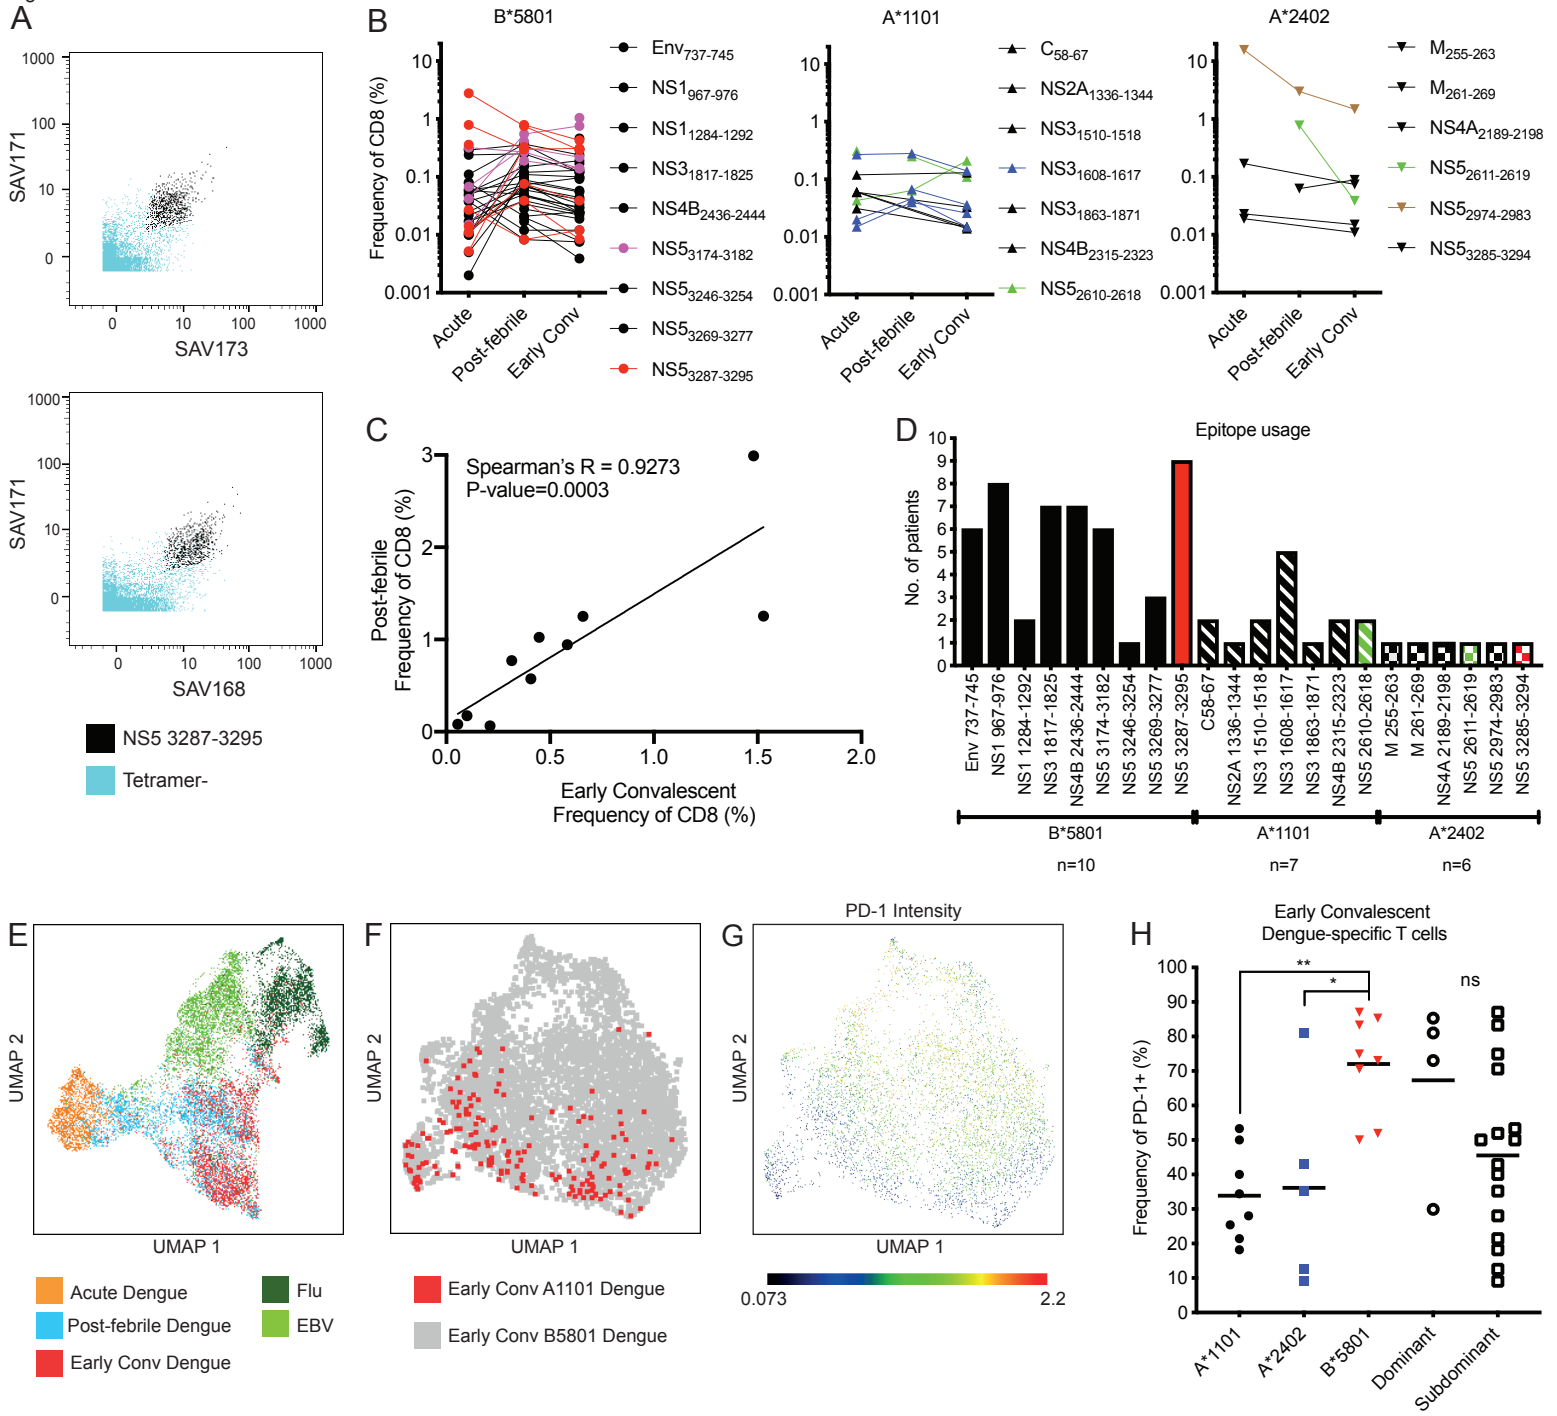 A
1000
100
10
0
SAV171
0
10
100
1000
SAV173
1000
100
10
0
SAV171
0
10
100
1000
SAV168
NS5 3287-3295
Tetramer-
B
B*5801
Frequency of CD8 (%)
10
1
0.1
0.01
0.001
Acute
Post-febrile
Early Conv
Env737-745
NS1967-976
NS11284-1292
NS31817-1825
NS4B2436-2444
NS53174-3182
NS53246-3254
NS53269-3277
NS53287-3295
A*1101
10
1
0.1
0.01
0.001
Acute
Post-febrile
Early Conv
C58-67
NS2A1336-1344
NS31510-1518
NS31608-1617
NS31863-1871
NS4B2315-2323
NS52610-2618
A*2402
10
1
0.1
0.01
0.001
Acute
Post-febrile
Early Conv
M255-263
M261-269
NS4A2189-2198
NS52611-2619
NS52974-2983
NS53285-3294
C
Spearman's R = 0.9273
P-value=0.0003
Post-febrile
Frequency of CD8 (%)
3
2
1
0
0.0
0.5
1.0
1.5
2.0
Early Convalescent
Frequency of CD8 (%)
D
Epitope usage
No. of patients
10
9
8
7
6
5
4
3
2
1
0
Env 737-745
NS1 967-976
NS1 1284-1292
NS3 1817-1825
NS4B 2436-2444
NS5 3174-3182
NS5 3246-3254
NS5 3269-3277
NS5 3287-3295
C58-67
NS2A 1336-1344
NS3 1510-1518
NS3 1608-1617
NS3 1863-1871
NS4B 2315-2323
NS5 2610-2618
M 255-263
M 261-269
NS4A 2189-2198
NS5 2611-2619
NS5 2974-2983
NS5 3285-3294
B*5801
A*1101
A*2402
n=10
n=7
n=6
E
UMAP 2
UMAP 1
Acute Dengue
Post-febrile Dengue
Early Conv Dengue
Flu
EBV
F
UMAP 2
UMAP 1
Early Conv A1101 Dengue
Early Conv B5801 Dengue
G
PD-1 Intensity
UMAP 2
UMAP 1
0.073
2.2
H
Early Convalescent
Dengue-specific T cells
**
*
ns
Frequency of PD-1+ (%)
100
90
80
70
60
50
40
30
20
10
0
A*1101
A*2402
B*5801
Dominant
Subdominant